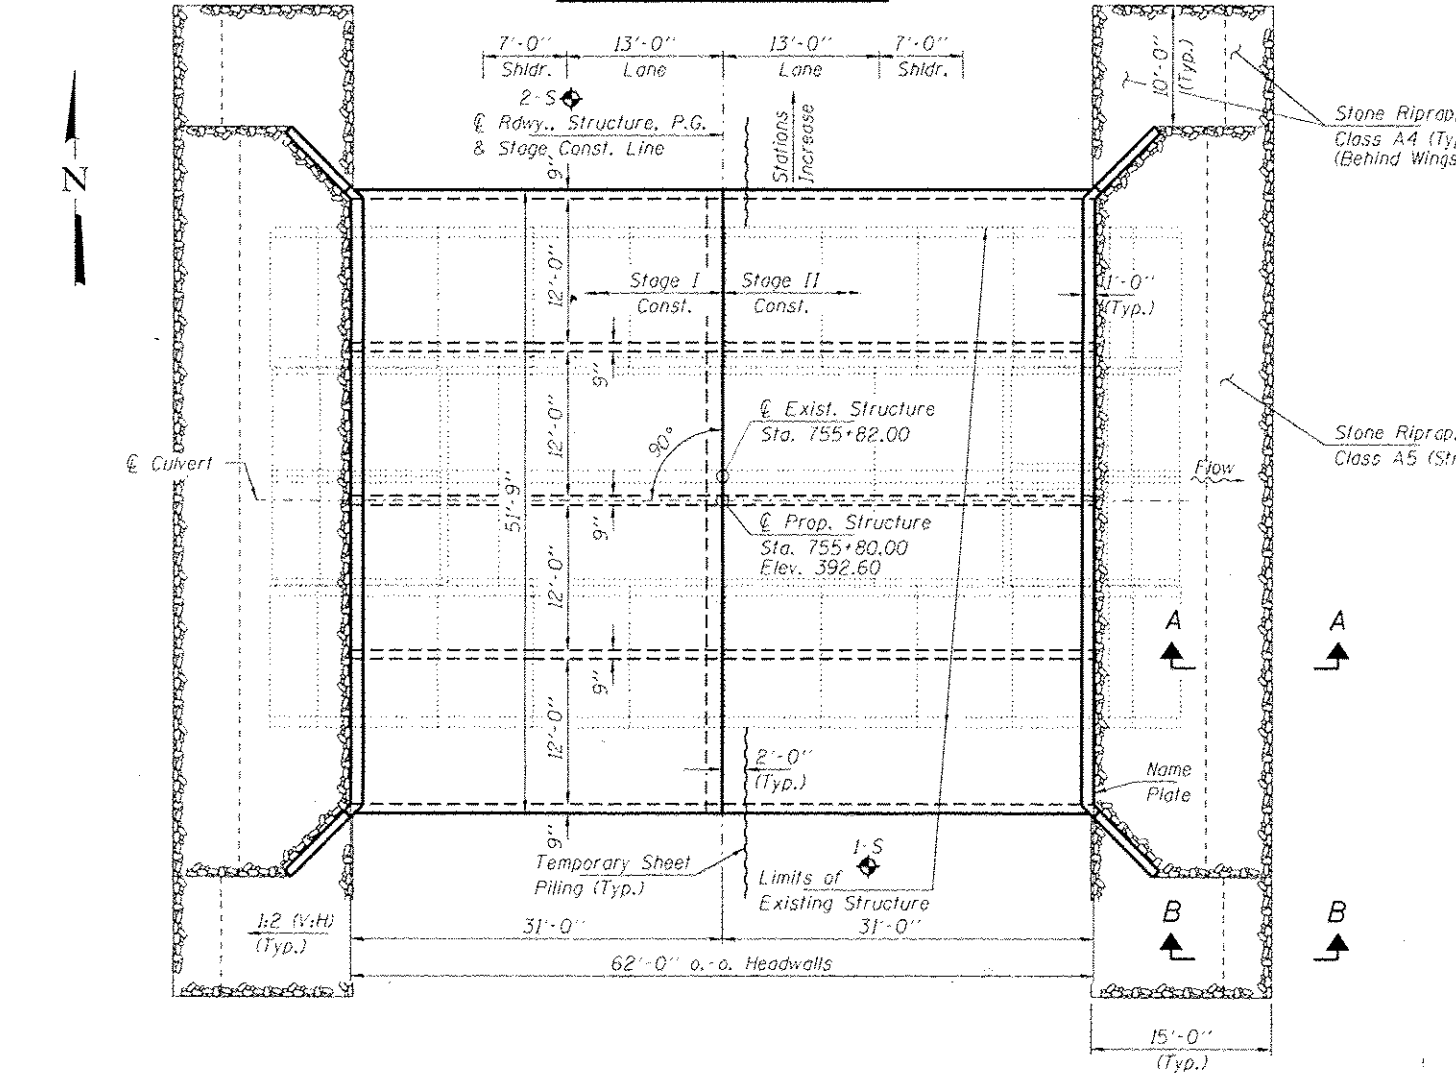 7'-0" 13'-0" 13'-0" 7'-0"
Shldr. Lane Lane Shldr.
2-S
℄ Rdwy., Structure, P.G.
& Stage Const. Line
Stations
Increase
10'-0"
(Typ.)
Stone Riprap,
Class A4
(Behind
N
9"
12'-0"
Stage I
Const.
Stage II
Const.
1'-0"
(Typ.)
9"
12'-0"
90°
℄ Exist. Structure
Sta. 755+82.00
℄ Culvert
51'-9"
Flow
Stone Riprap,
Class A5
9"
℄ Prop. Structure
Sta. 755+80.00
Elev. 392.60
12'-0"
A A
9"
12'-0"
2'-0"
(Typ.)
Name
Plate
9"
Temporary Sheet
Piling (Typ.)
1-S
Limits of
Existing Structure
1:2 (V:H)
(Typ.)
31'-0" 31'-0"
B B
62'-0" o.-o. Headwalls
15'-0"
(Typ.)